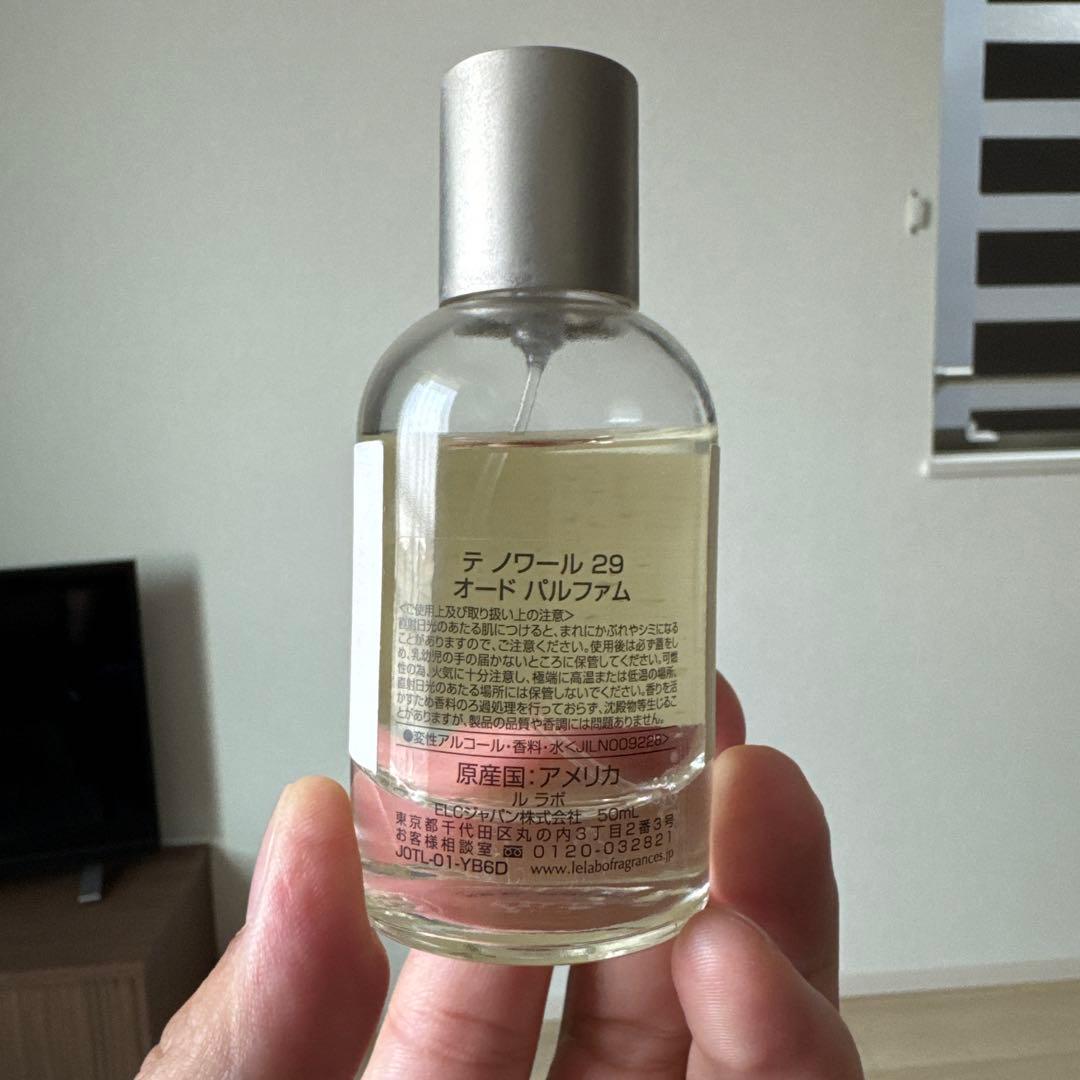 テ ノワール 29
オード パルファム
<ご使用上及び取り扱い上の注意>
直射日光のあたる肌につけると、まれにかぶれやシミになる
ことがありますので、ご注意ください。使用後は必ず蓋をし
め、乳幼児の手の届かないところに保管してください。可燃
性の為、火気に十分注意し、極端に高温または低温の場所、
直射日光のあたる場所には保管しないでください。香りを活
かすため香料のろ過処理を行っておらず、沈殿物等生じるこ
とがありますが、製品の品質や香調には問題ありません。
●変性アルコール・香料・水<JILN009226>
原産国:アメリカ
ル ラボ
ELCジャパン株式会社 50mL
東京都千代田区丸の内3丁目2番3号
お客様相談室 0120-032821
J0TL-01-YB6D www.lelabofragrances.jp